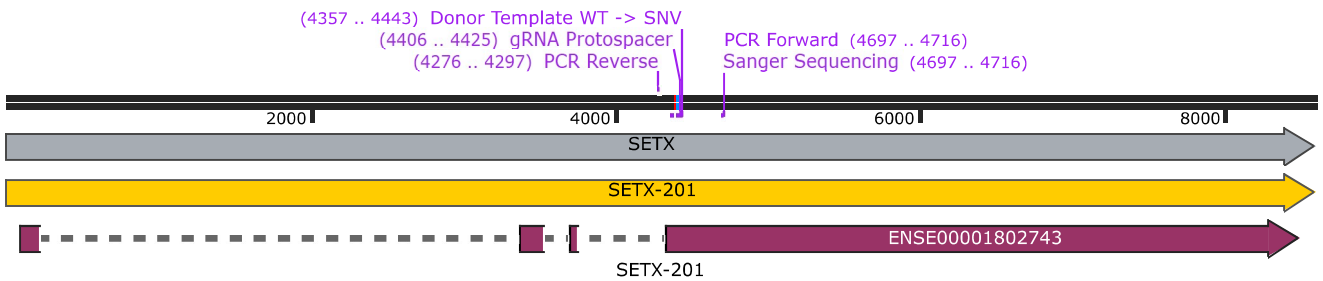 (4357 .. 4443) Donor Template WT -> SNV
(4406 .. 4425) gRNA Protospacer
PCR Forward (4697 .. 4716)
(4276 .. 4297) PCR Reverse
Sanger Sequencing (4697 .. 4716)
2000
4000
6000
8000
SETX
SETX-201
ENSE00001802743
SETX-201